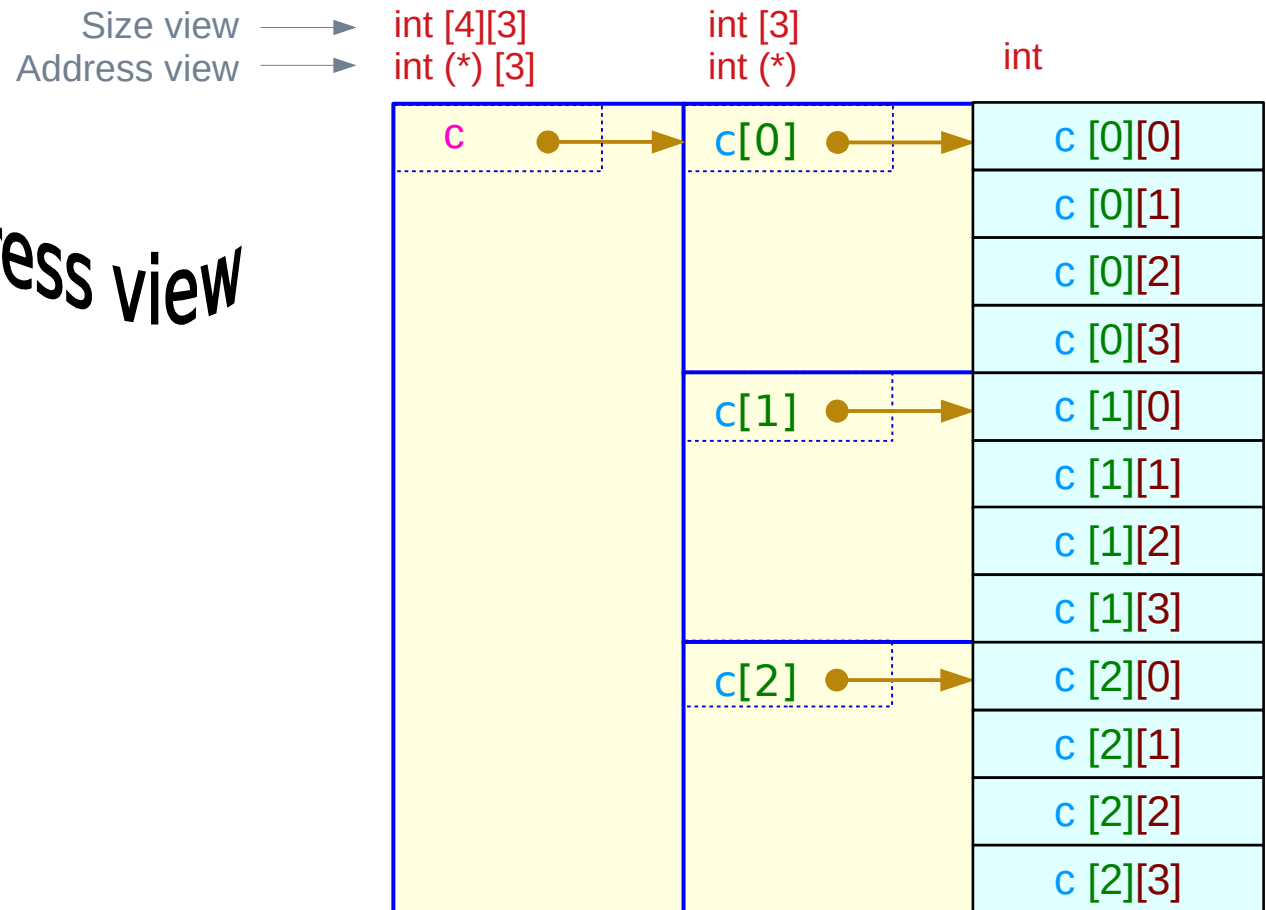 Size view int [4][3] int [3]
Address view int (*) [3] int (*) int
c c[0] c [0][0]
c [0][1]
view c [0][2]
c [0][3]
c[1] c [1][0]
c [1][1]
c [1][2]
c [1][3]
c[2] c [2][0]
c [2][1]
c [2][2]
c [2][3]